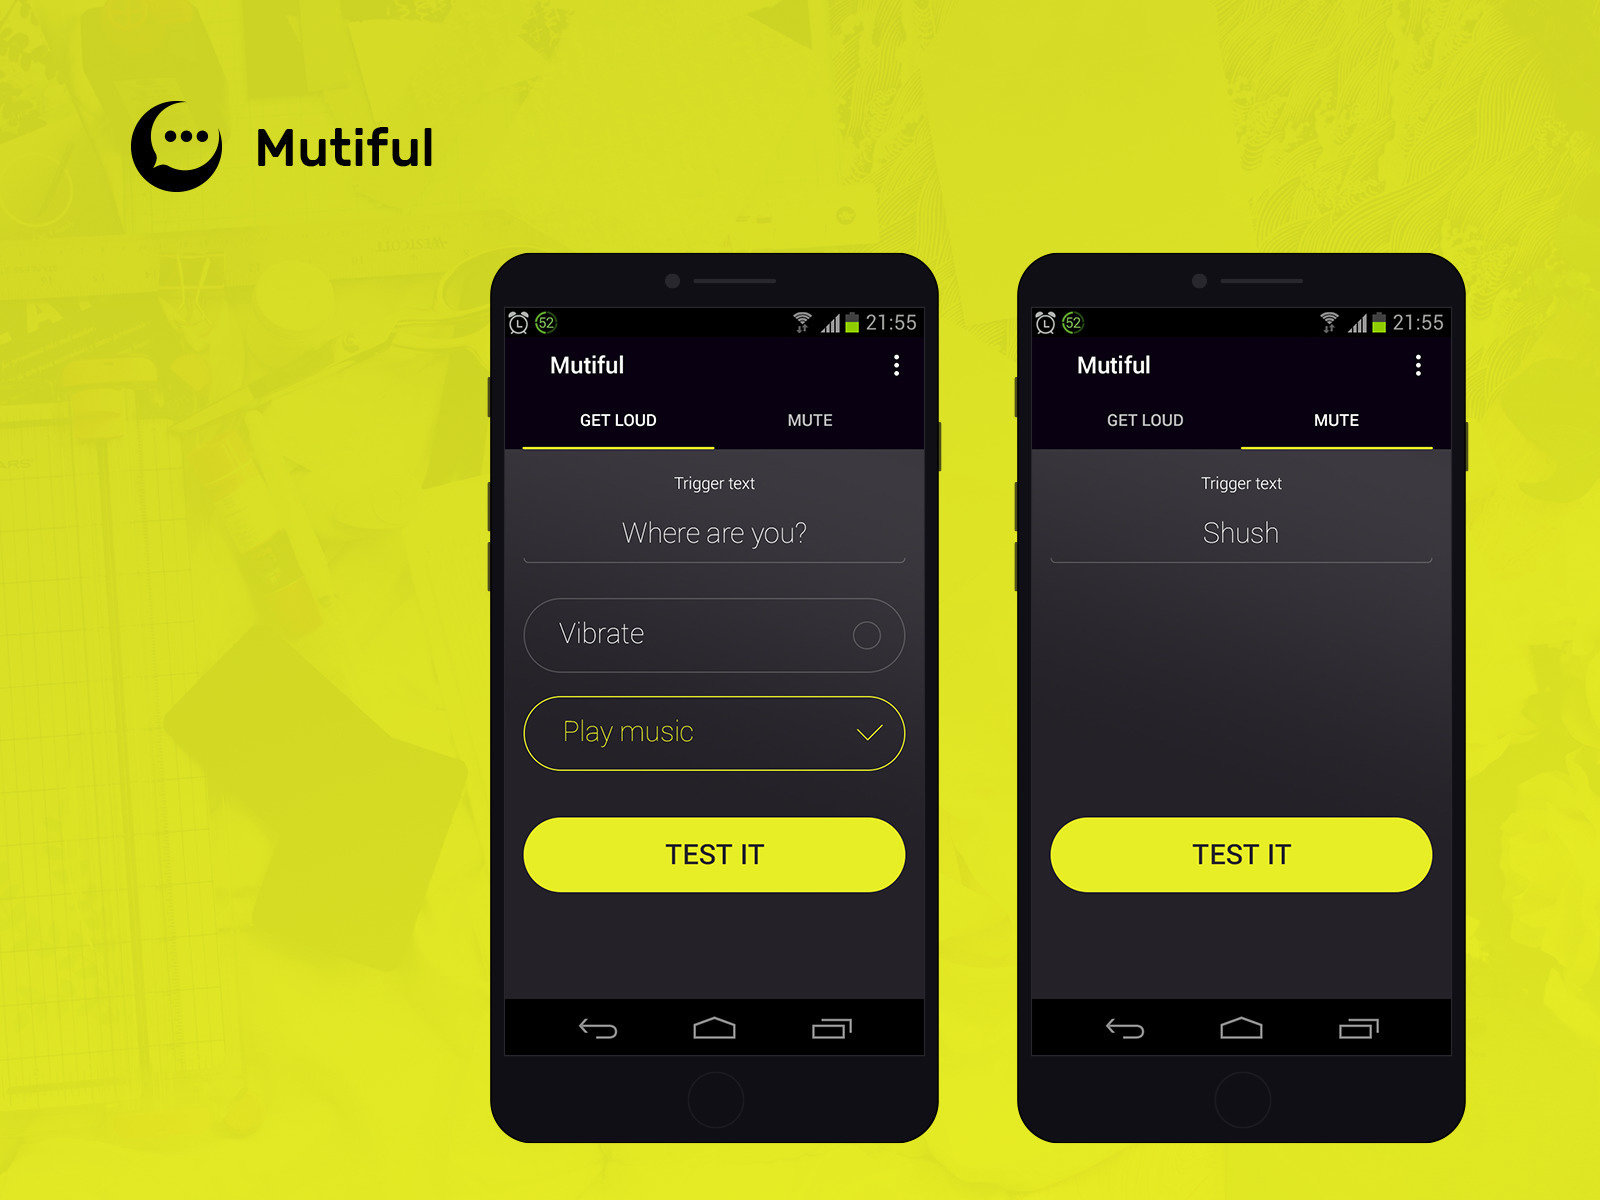 Mutiful
WESTCOTT
52
21:55
Mutiful
GET LOUD MUTE
Trigger text
Where are you?
Vibrate
Play music
TEST IT
52
21:55
Mutiful
GET LOUD MUTE
Trigger text
Shush
TEST IT